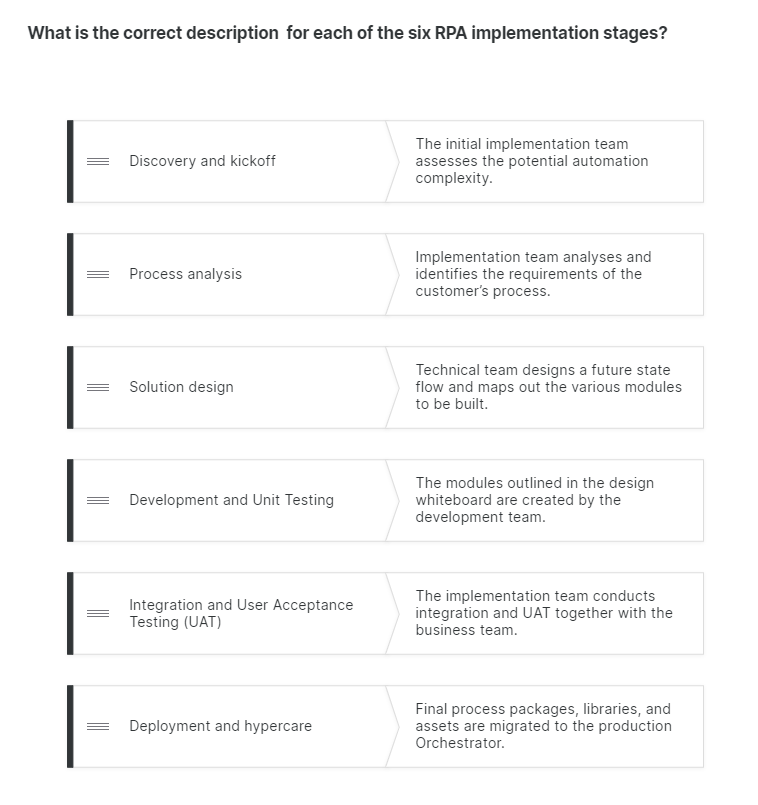 What is the correct description for each of the six RPA implementation stages?
Discovery and kickoff
The initial implementation team
assesses the potential automation
complexity.
Process analysis
Implementation team analyses and
identifies the requirements of the
customer's process.
Solution design
Technical team designs a future state
flow and maps out the various modules
to be built.
Development and Unit Testing
The modules outlined in the design
whiteboard are created by the
development team.
Integration and User Acceptance
Testing (UAT)
The implementation team conducts
integration and UAT together with the
business team.
Deployment and hypercare
Final process packages, libraries, and
assets are migrated to the production
Orchestrator.